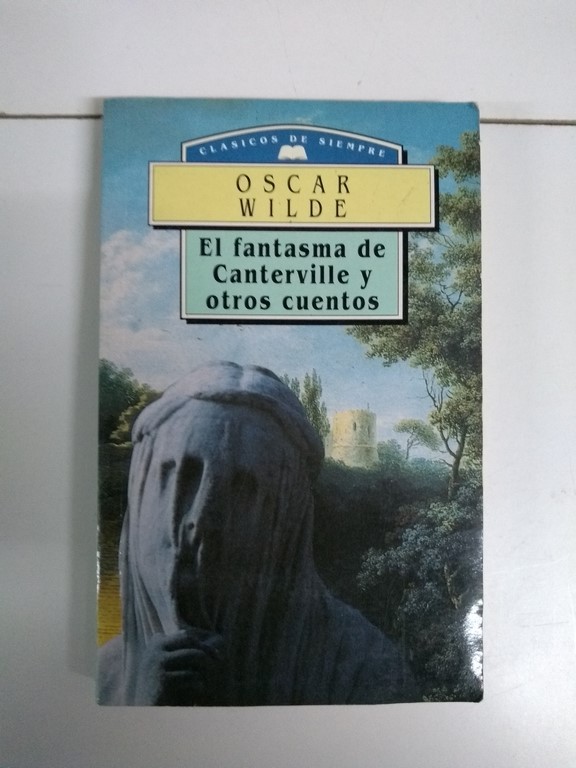 CLASICOS DE SIEMPRE
OSCAR
WILDE
El fantasma de
Canterville y
otros cuentos